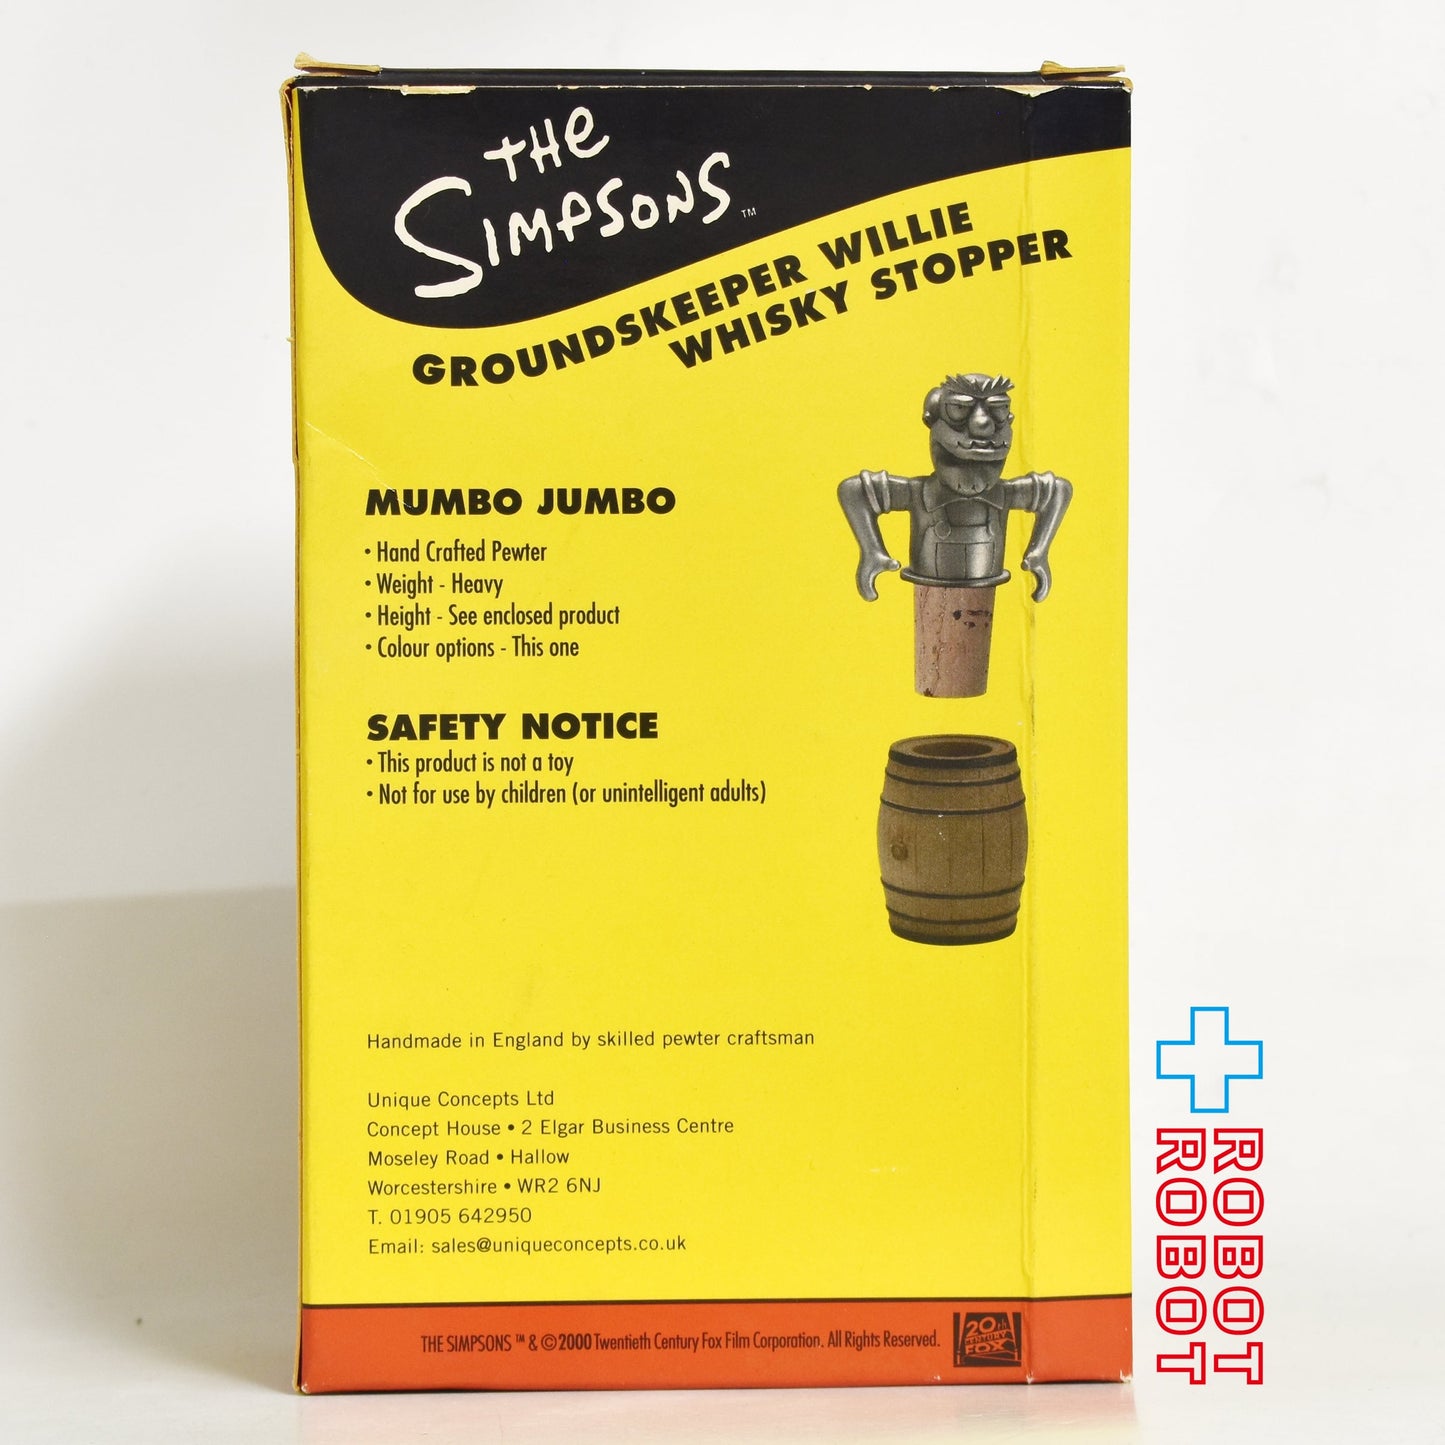 THE
SIMPSONS™
GROUNDSKEEPER WILLIE
WHISKY STOPPER
MUMBO JUMBO
• Hand Crafted Pewter
• Weight - Heavy
• Height - See enclosed product
• Colour options - This one
SAFETY NOTICE
• This product is not a toy
• Not for use by children (or unintelligent adults)
Handmade in England by skilled pewter craftsman
Unique Concepts Ltd
Concept House • 2 Elgar Business Centre
Moseley Road • Hallow
Worcestershire • WR2 6NJ
T. 01905 642950
Email: sales@uniqueconcepts.co.uk
THE SIMPSONS ™ & ©2000 Twentieth Century Fox Film Corporation. All Rights Reserved.
20th
CENTURY
FOX
ROBOT
ROBOT